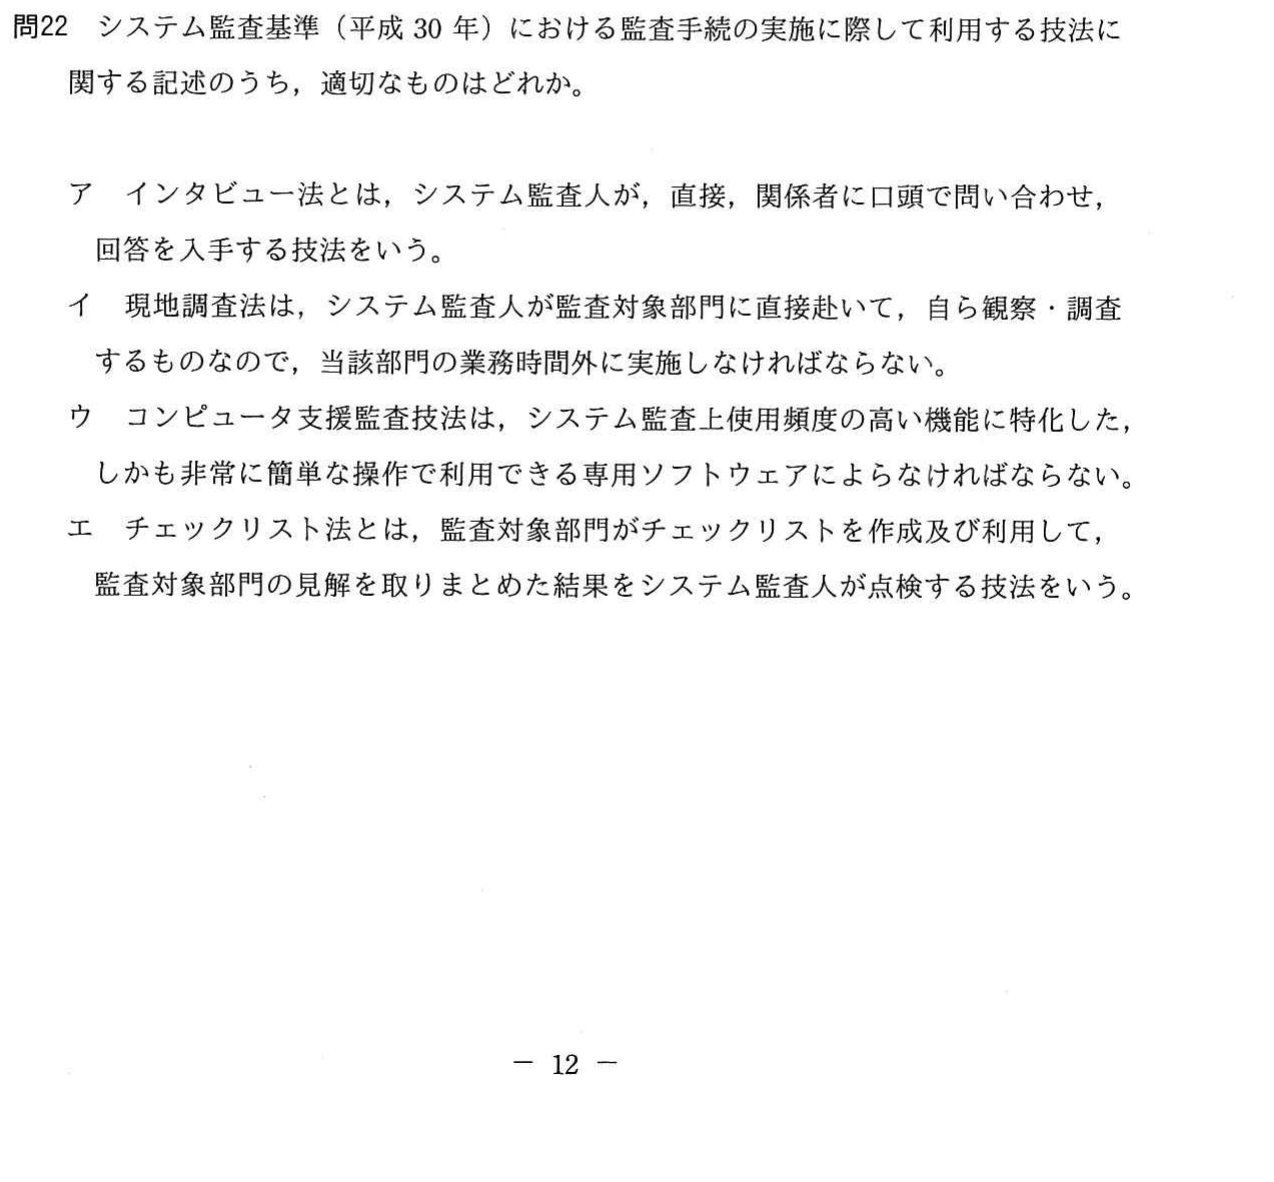 問22 システム監査基準（平成 30 年）における監査手続の実施に際して利用する技法に
関する記述のうち，適切なものはどれか。
ア インタビュー法とは，システム監査人が，直接，関係者に口頭で問い合わせ，
回答を入手する技法をいう。
イ 現地調査法は，システム監査人が監査対象部門に直接赴いて，自ら観察・調査
するものなので，当該部門の業務時間外に実施しなければならない。
ウ コンピュータ支援監査技法は，システム監査上使用頻度の高い機能に特化した，
しかも非常に簡単な操作で利用できる専用ソフトウェアによらなければならない。
エ チェックリスト法とは，監査対象部門がチェックリストを作成及び利用して，
監査対象部門の見解を取りまとめた結果をシステム監査人が点検する技法をいう。
－ 12 －